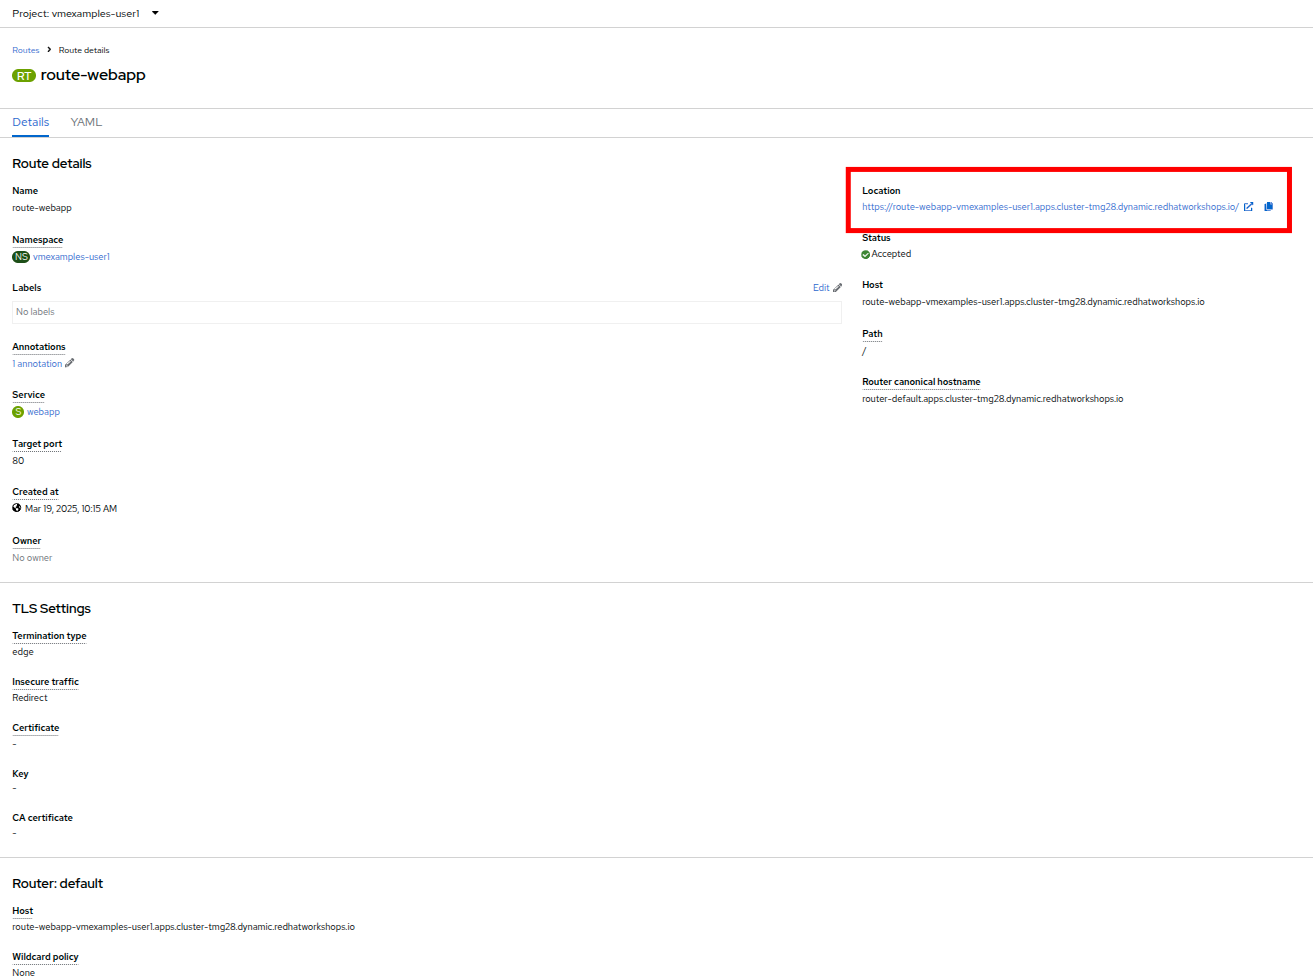 Project: vmexamples-user1
Routes > Route details
RT route-webapp
Details YAML
Route details
Name
route-webapp
Namespace
NS vmexamples-user1
Labels Edit
No labels
Annotations
1 annotation
Service
S webapp
Target port
80
Created at
Mar 19, 2025, 10:15 AM
Owner
No owner
Location
https://route-webapp-vmexamples-user1.apps.cluster-tmg28.dynamic.redhatworkshops.io/
Status
Accepted
Host
route-webapp-vmexamples-user1.apps.cluster-tmg28.dynamic.redhatworkshops.io
Path
/
Router canonical hostname
router-default.apps.cluster-tmg28.dynamic.redhatworkshops.io
TLS Settings
Termination type
edge
Insecure traffic
Redirect
Certificate
-
Key
-
CA certificate
-
Router: default
Host
route-webapp-vmexamples-user1.apps.cluster-tmg28.dynamic.redhatworkshops.io
Wildcard policy
None